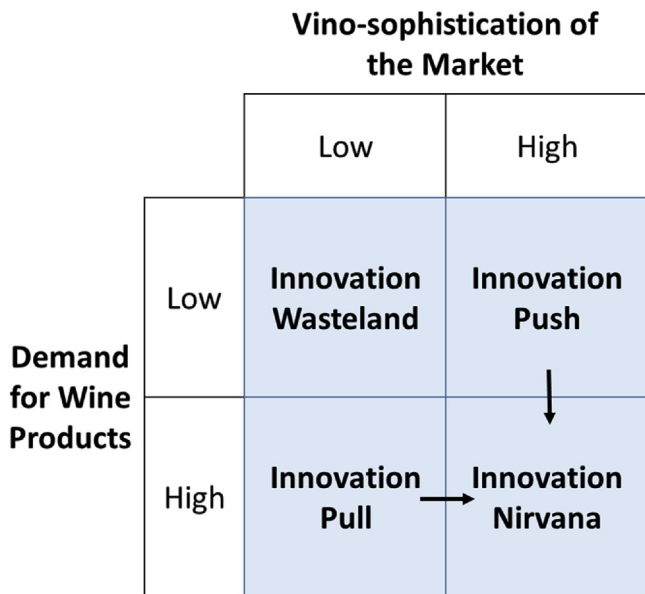 Vino-sophistication of
the Market
Low
High
Demand
for Wine
Products
Low
Innovation
Wasteland
Innovation
Push
High
Innovation
Pull
Innovation
Nirvana